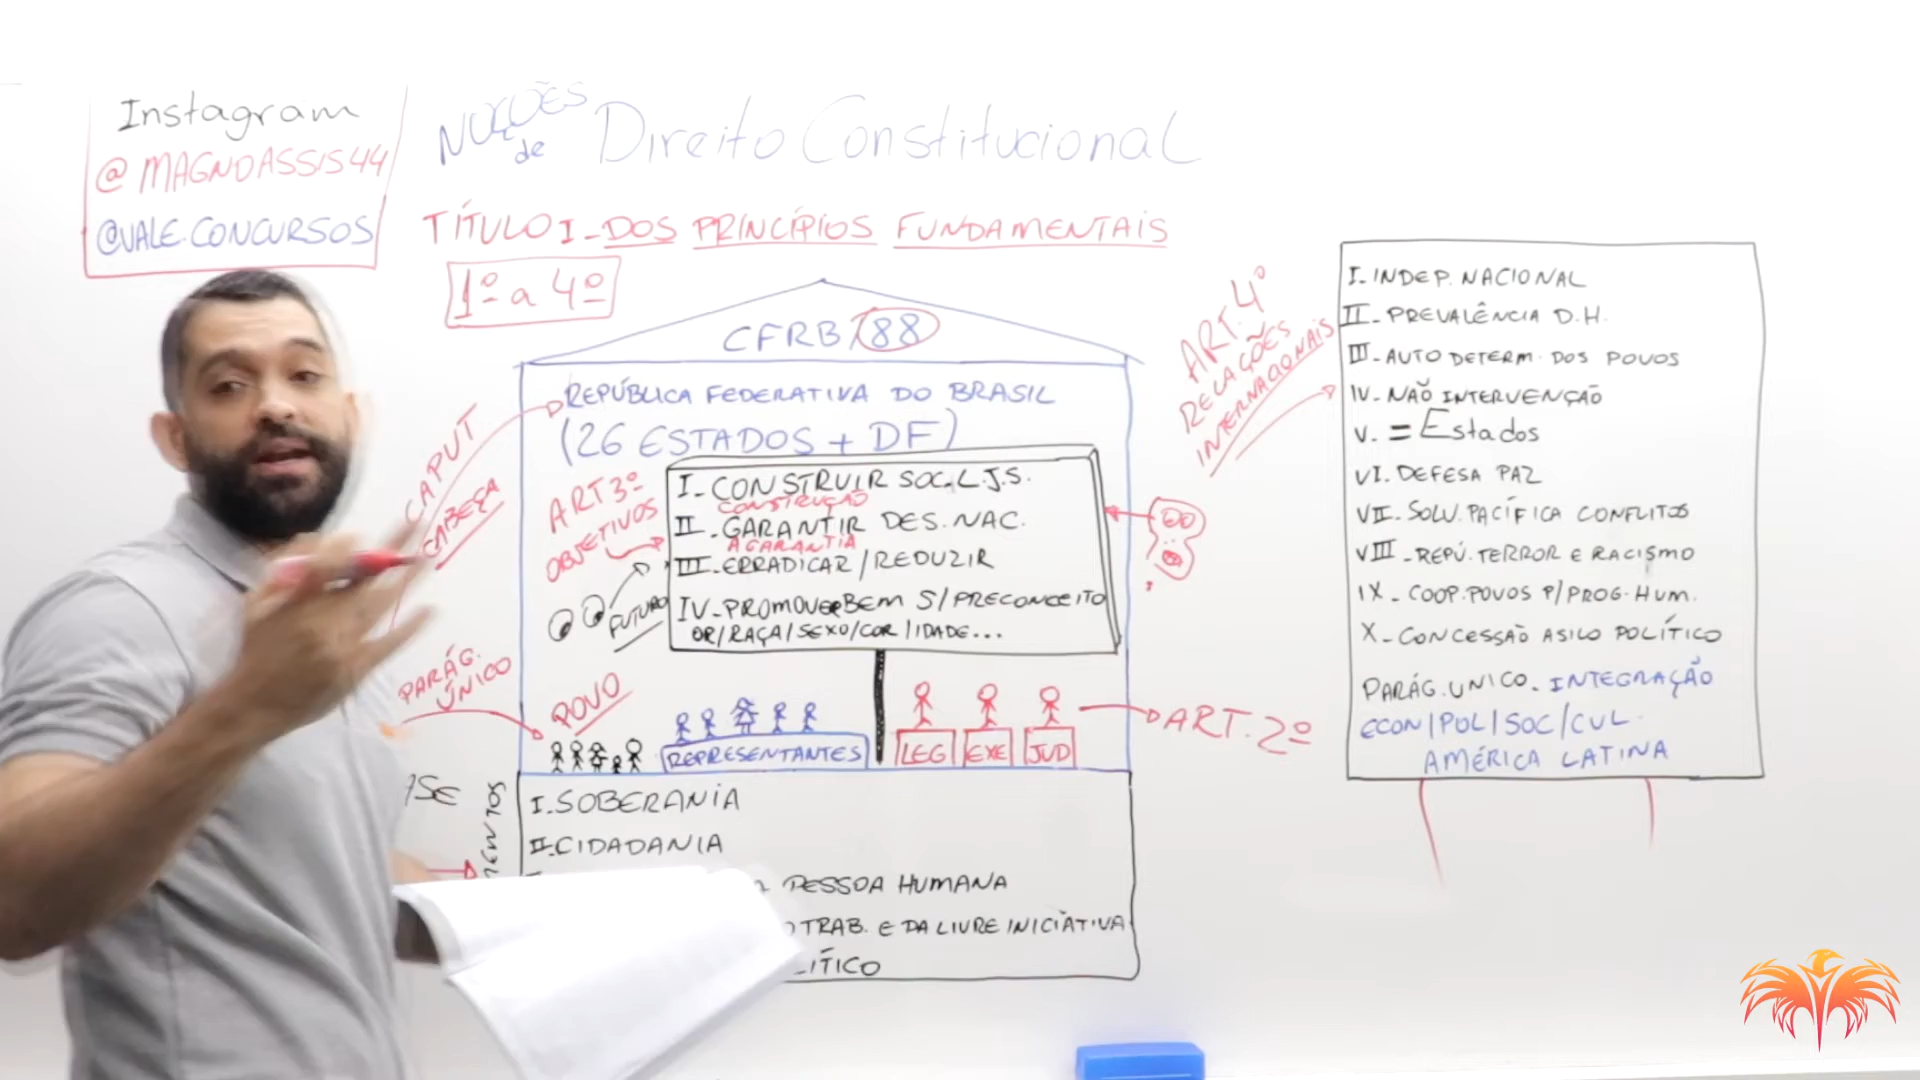 Instagram
@MAGNOASSIS44
@VALE.CONCURSOS
NOÇÕES
de
Direito Constitucional
TÍTULO I - DOS PRINCÍPIOS FUNDAMENTAIS
1º a 4º
CFRB/88
REPÚBLICA FEDERATIVA DO BRASIL
(26 ESTADOS + DF)
CAPUT
CABEÇA
ART 3º
OBJETIVOS
FUTURO
I - CONSTRUIR SOC. L.J.S.
CONSTRUÇÃO
II - GARANTIR DES. NAC.
A GARANTIA
III - ERRADICAR/REDUZIR
IV - PROMOVER BEM S/PRECONCEITO
OR/RAÇA/SEXO/COR/IDADE...
PARÁG.
ÚNICO
POVO
REPRESENTANTES
LEG EXE JUD
ART. 2º
I. SOBERANIA
II. CIDADANIA
PESSOA HUMANA
TRAB. E DA LIVRE INICIATIVA
LÍTICO
ART. 4º
RELAÇÕES
INTERNACIONAIS
I. INDEP. NACIONAL
II - PREVALÊNCIA D.H.
III - AUTO DETERM. DOS POVOS
IV - NÃO INTERVENÇÃO
V. = Estados
VI. DEFESA PAZ
VII - SOLU. PACÍFICA CONFLITOS
VIII - REPÚ. TERROR E RACISMO
IX - COOP. POVOS P/PROG. HUM.
X - CONCESSÃO ASILO POLÍTICO
PARÁG. UNICO. INTEGRAÇÃO
ECON/POL/SOC/CUL.
AMÉRICA LATINA